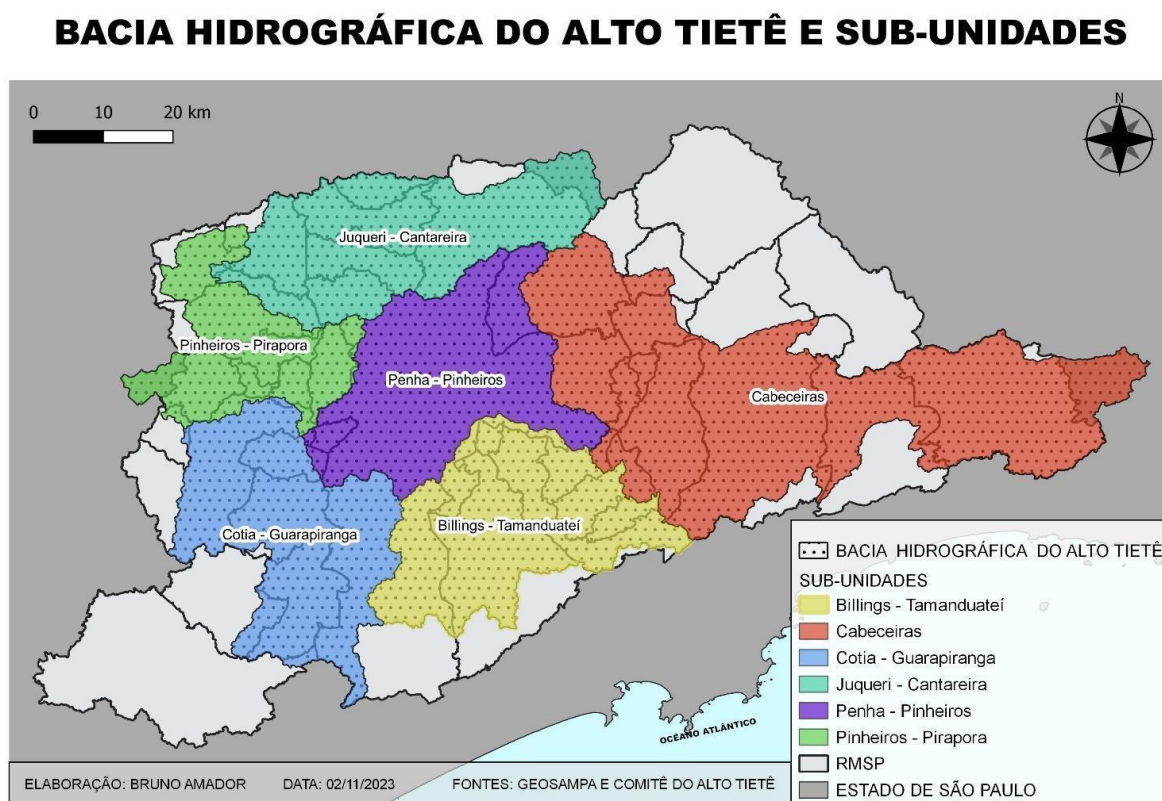 BACIA HIDROGRÁFICA DO ALTO TIETÊ E SUB-UNIDADES
0 10 20 km
N
Juqueri - Cantareira
Pinheiros - Pirapora
Penha - Pinheiros
Cabeceiras
Cotia - Guarapiranga
Billings - Tamanduateí
BACIA HIDROGRÁFICA DO ALTO TIETÊ
SUB-UNIDADES
Billings - Tamanduateí
Cabeceiras
Cotia - Guarapiranga
Juqueri - Cantareira
Penha - Pinheiros
Pinheiros - Pirapora
RMSP
ESTADO DE SÃO PAULO
OCEANO ATLÂNTICO
ELABORAÇÃO: BRUNO AMADOR DATA: 02/11/2023 FONTES: GEOSAMPA E COMITÊ DO ALTO TIETÊ